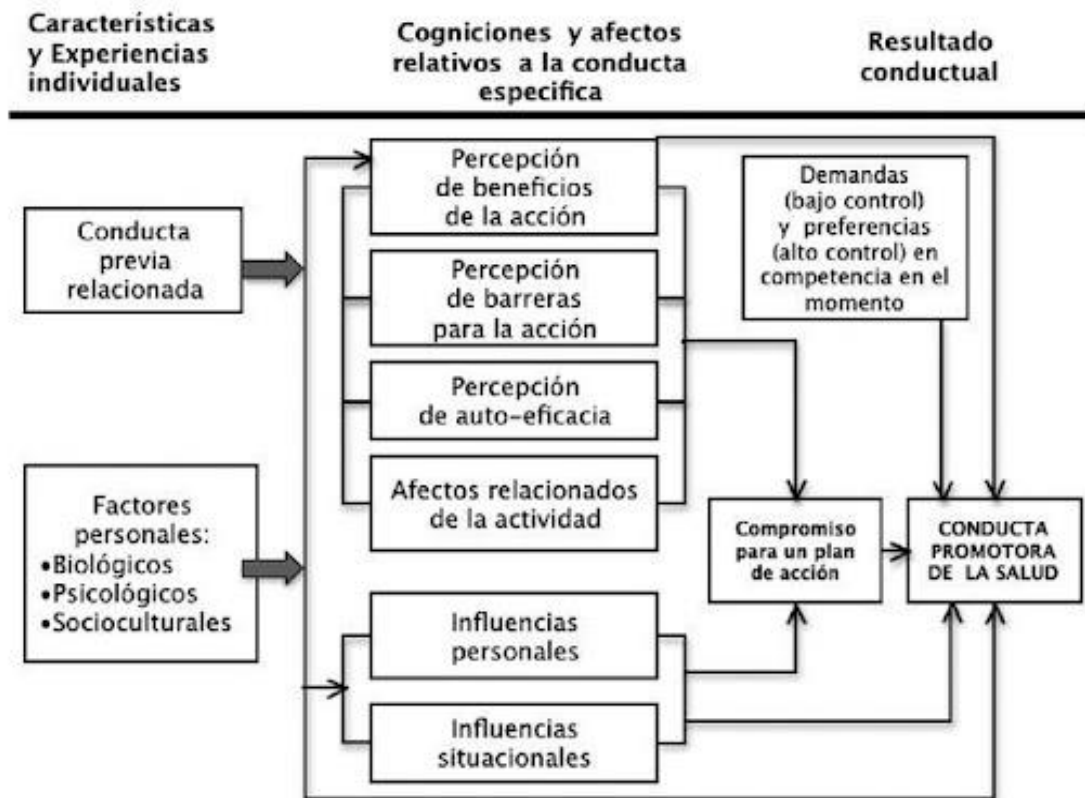 Características
y Experiencias
individuales
Cogniciones y afectos
relativos a la conducta
especifica
Resultado
conductual
Conducta
previa
relacionada
Factores
personales:
•Biológicos
•Psicológicos
•Socioculturales
Percepción
de beneficios
de la acción
Percepción
de barreras
para la acción
Percepción
de auto-eficacia
Afectos relacionados
de la actividad
Influencias
personales
Influencias
situacionales
Demandas
(bajo control)
y preferencias
(alto control) en
competencia en el
momento
Compromiso
para un plan
de acción
CONDUCTA
PROMOTORA
DE LA SALUD